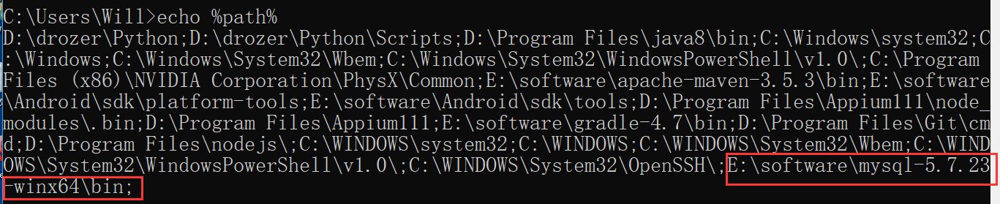 C:\Users\Will>echo %path%
D:\drozer\Python;D:\drozer\Python\Scripts;D:\Program Files\java8\bin;C:\Windows\system32;C
:\Windows;C:\Windows\System32\Wbem;C:\Windows\System32\WindowsPowerShell\v1.0\;C:\Program
Files (x86)\NVIDIA Corporation\PhysX\Common;E:\software\apache-maven-3.5.3\bin;E:\software
\Android\sdk\platform-tools;E:\software\Android\sdk\tools;D:\Program Files\Appium111\node_
modules\.bin;D:\Program Files\Appium111;E:\software\gradle-4.7\bin;D:\Program Files\Git\cm
d;D:\Program Files\nodejs\;C:\WINDOWS\system32;C:\WINDOWS;C:\WINDOWS\System32\Wbem;C:\WIND
OWS\System32\WindowsPowerShell\v1.0\;C:\WINDOWS\System32\OpenSSH\;E:\software\mysql-5.7.23
-winx64\bin;